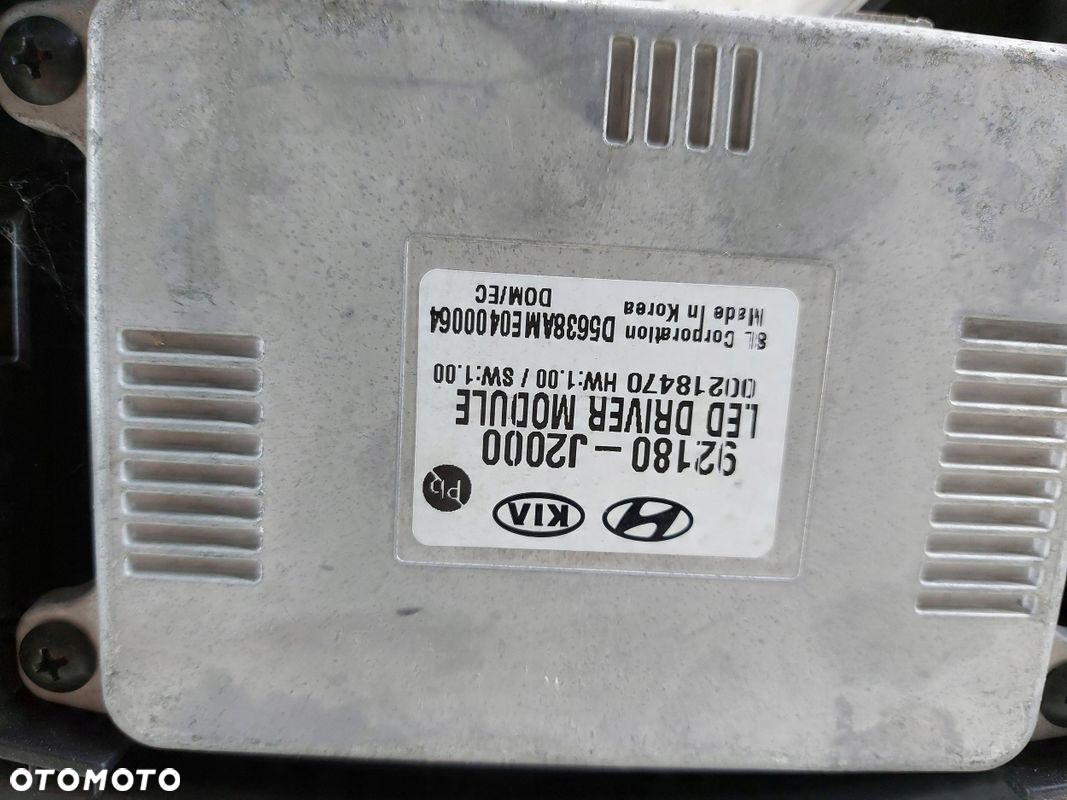 KIA
Pb
92180 - J2000
LED DRIVER MODULE
00218470 HW:1.00 / SW:1.00
SL Corporation D5638AME0400064
Made In Korea DOM/EC
OTOMOTO